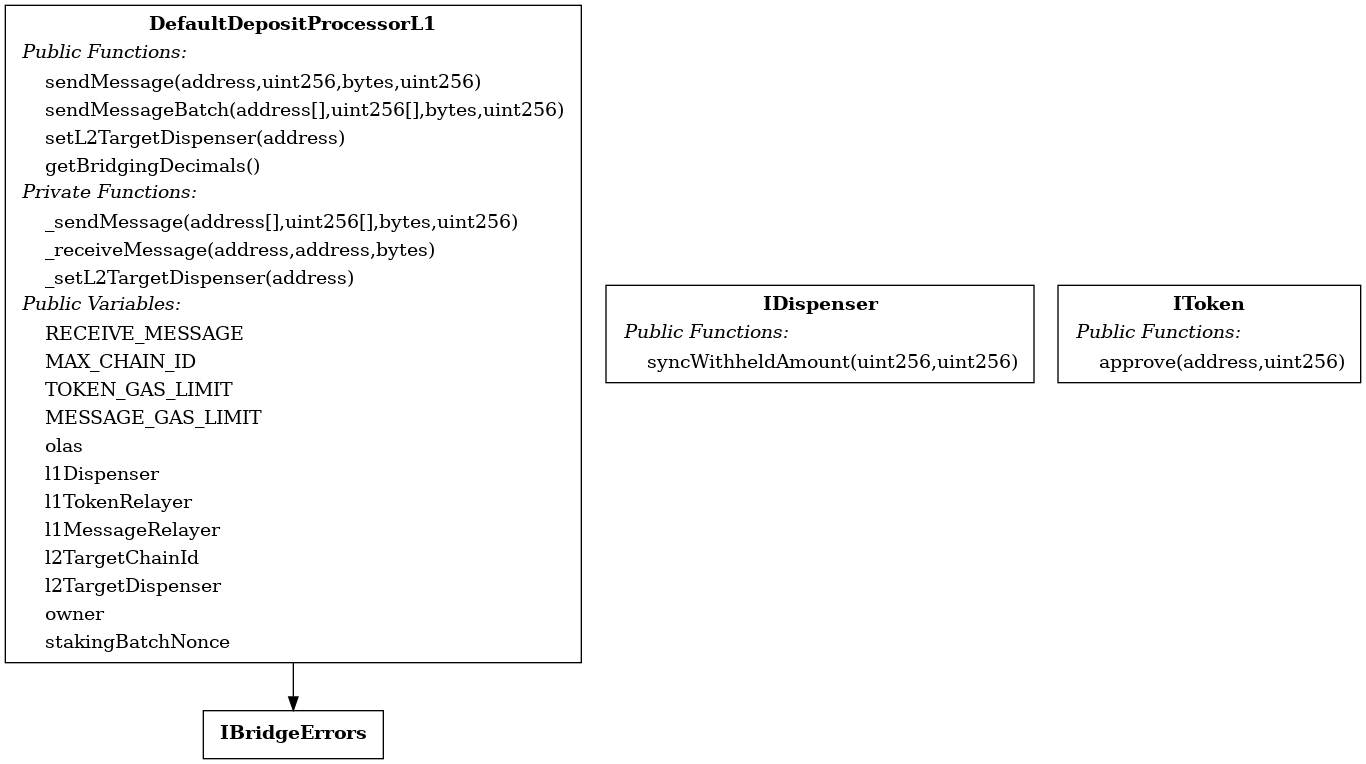 DefaultDepositProcessorL1
Public Functions:
sendMessage(address,uint256,bytes,uint256)
sendMessageBatch(address[],uint256[],bytes,uint256)
setL2TargetDispenser(address)
getBridgingDecimals()
Private Functions:
_sendMessage(address[],uint256[],bytes,uint256)
_receiveMessage(address,address,bytes)
_setL2TargetDispenser(address)
Public Variables:
RECEIVE_MESSAGE
MAX_CHAIN_ID
TOKEN_GAS_LIMIT
MESSAGE_GAS_LIMIT
olas
l1Dispenser
l1TokenRelayer
l1MessageRelayer
l2TargetChainId
l2TargetDispenser
owner
stakingBatchNonce
IBridgeErrors
IDispenser
Public Functions:
syncWithheldAmount(uint256,uint256)
IToken
Public Functions:
approve(address,uint256)